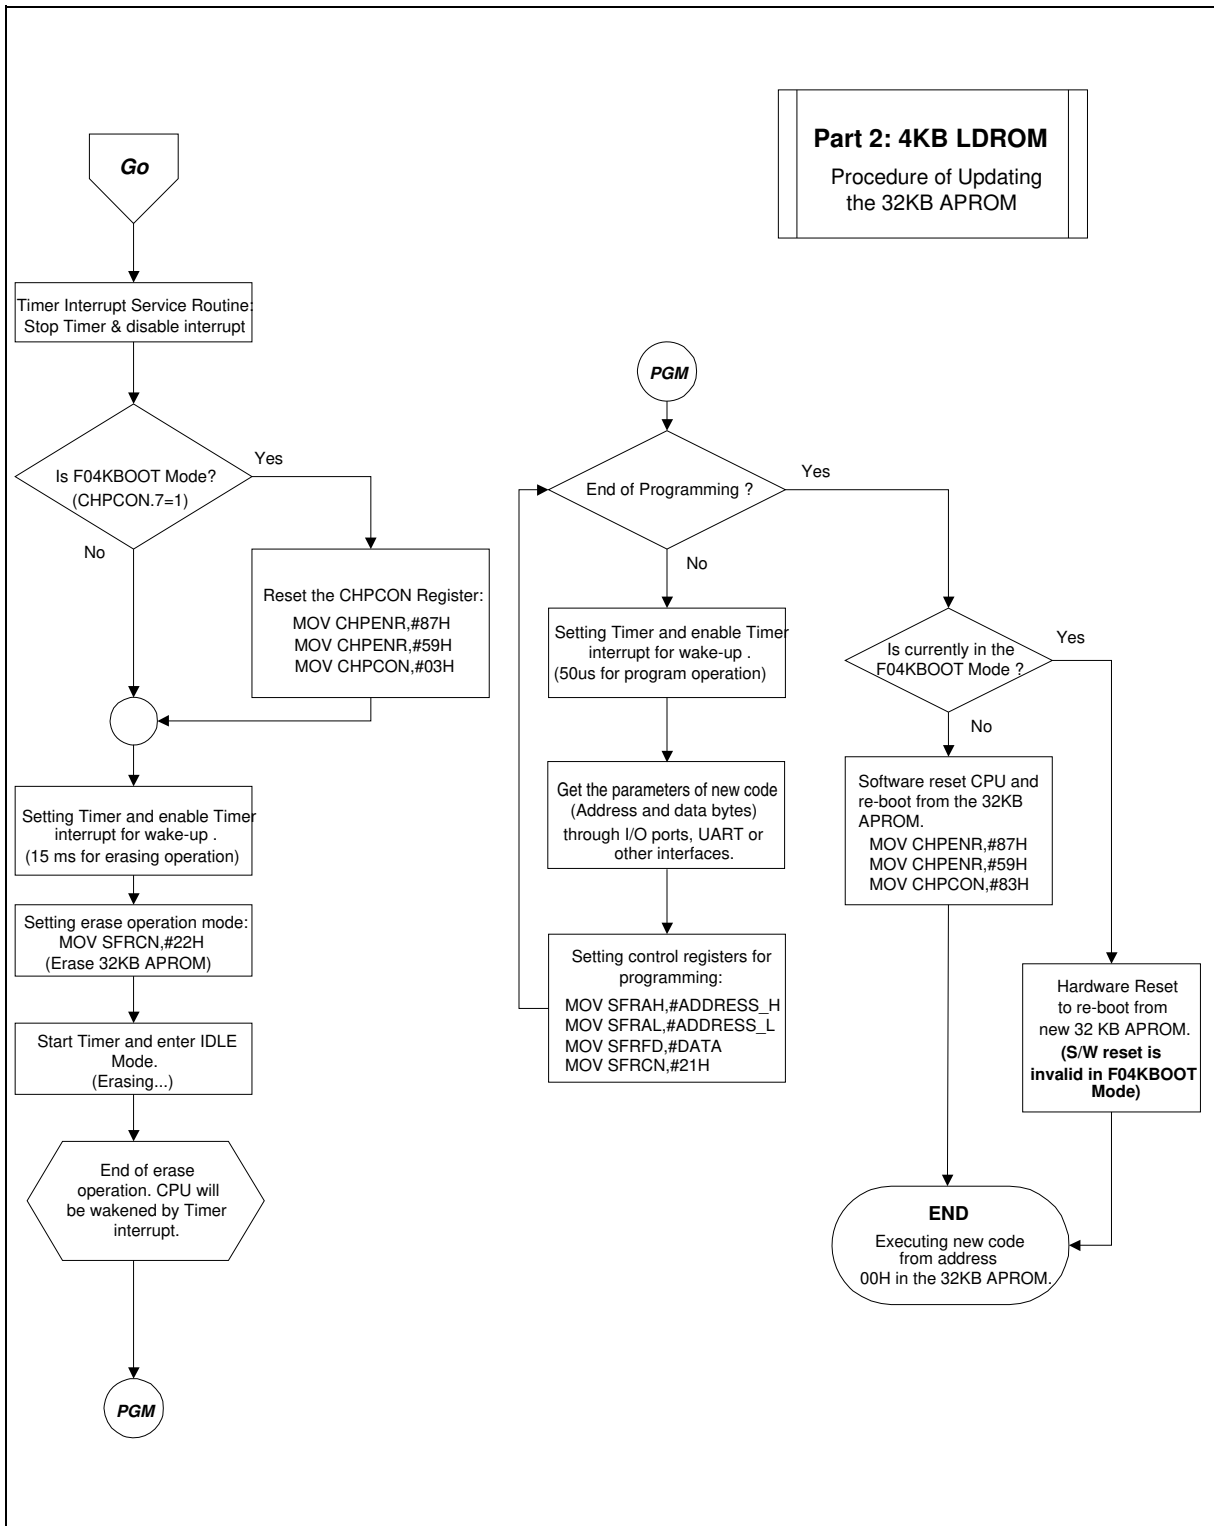 Part 2: 4KB LDROM
Procedure of Updating
the 32KB APROM
Go
Timer Interrupt Service Routine:
Stop Timer & disable interrupt
Is F04KBOOT Mode?
(CHPCON.7=1)
Yes
No
Reset the CHPCON Register:
MOV CHPENR,#87H
MOV CHPENR,#59H
MOV CHPCON,#03H
Setting Timer and enable Timer
interrupt for wake-up .
(15 ms for erasing operation)
Setting erase operation mode:
MOV SFRCN,#22H
(Erase 32KB APROM)
Start Timer and enter IDLE
Mode.
(Erasing...)
End of erase
operation. CPU will
be wakened by Timer
interrupt.
PGM
PGM
End of Programming ?
Yes
No
Setting Timer and enable Timer
interrupt for wake-up .
(50us for program operation)
Get the parameters of new code
(Address and data bytes)
through I/O ports, UART or
other interfaces.
Setting control registers for
programming:
MOV SFRAH,#ADDRESS_H
MOV SFRAL,#ADDRESS_L
MOV SFRFD,#DATA
MOV SFRCN,#21H
Is currently in the
F04KBOOT Mode ?
Yes
No
Software reset CPU and
re-boot from the 32KB
APROM.
MOV CHPENR,#87H
MOV CHPENR,#59H
MOV CHPCON,#83H
Hardware Reset
to re-boot from
new 32 KB APROM.
(S/W reset is
invalid in F04KBOOT
Mode)
END
Executing new code
from address
00H in the 32KB APROM.